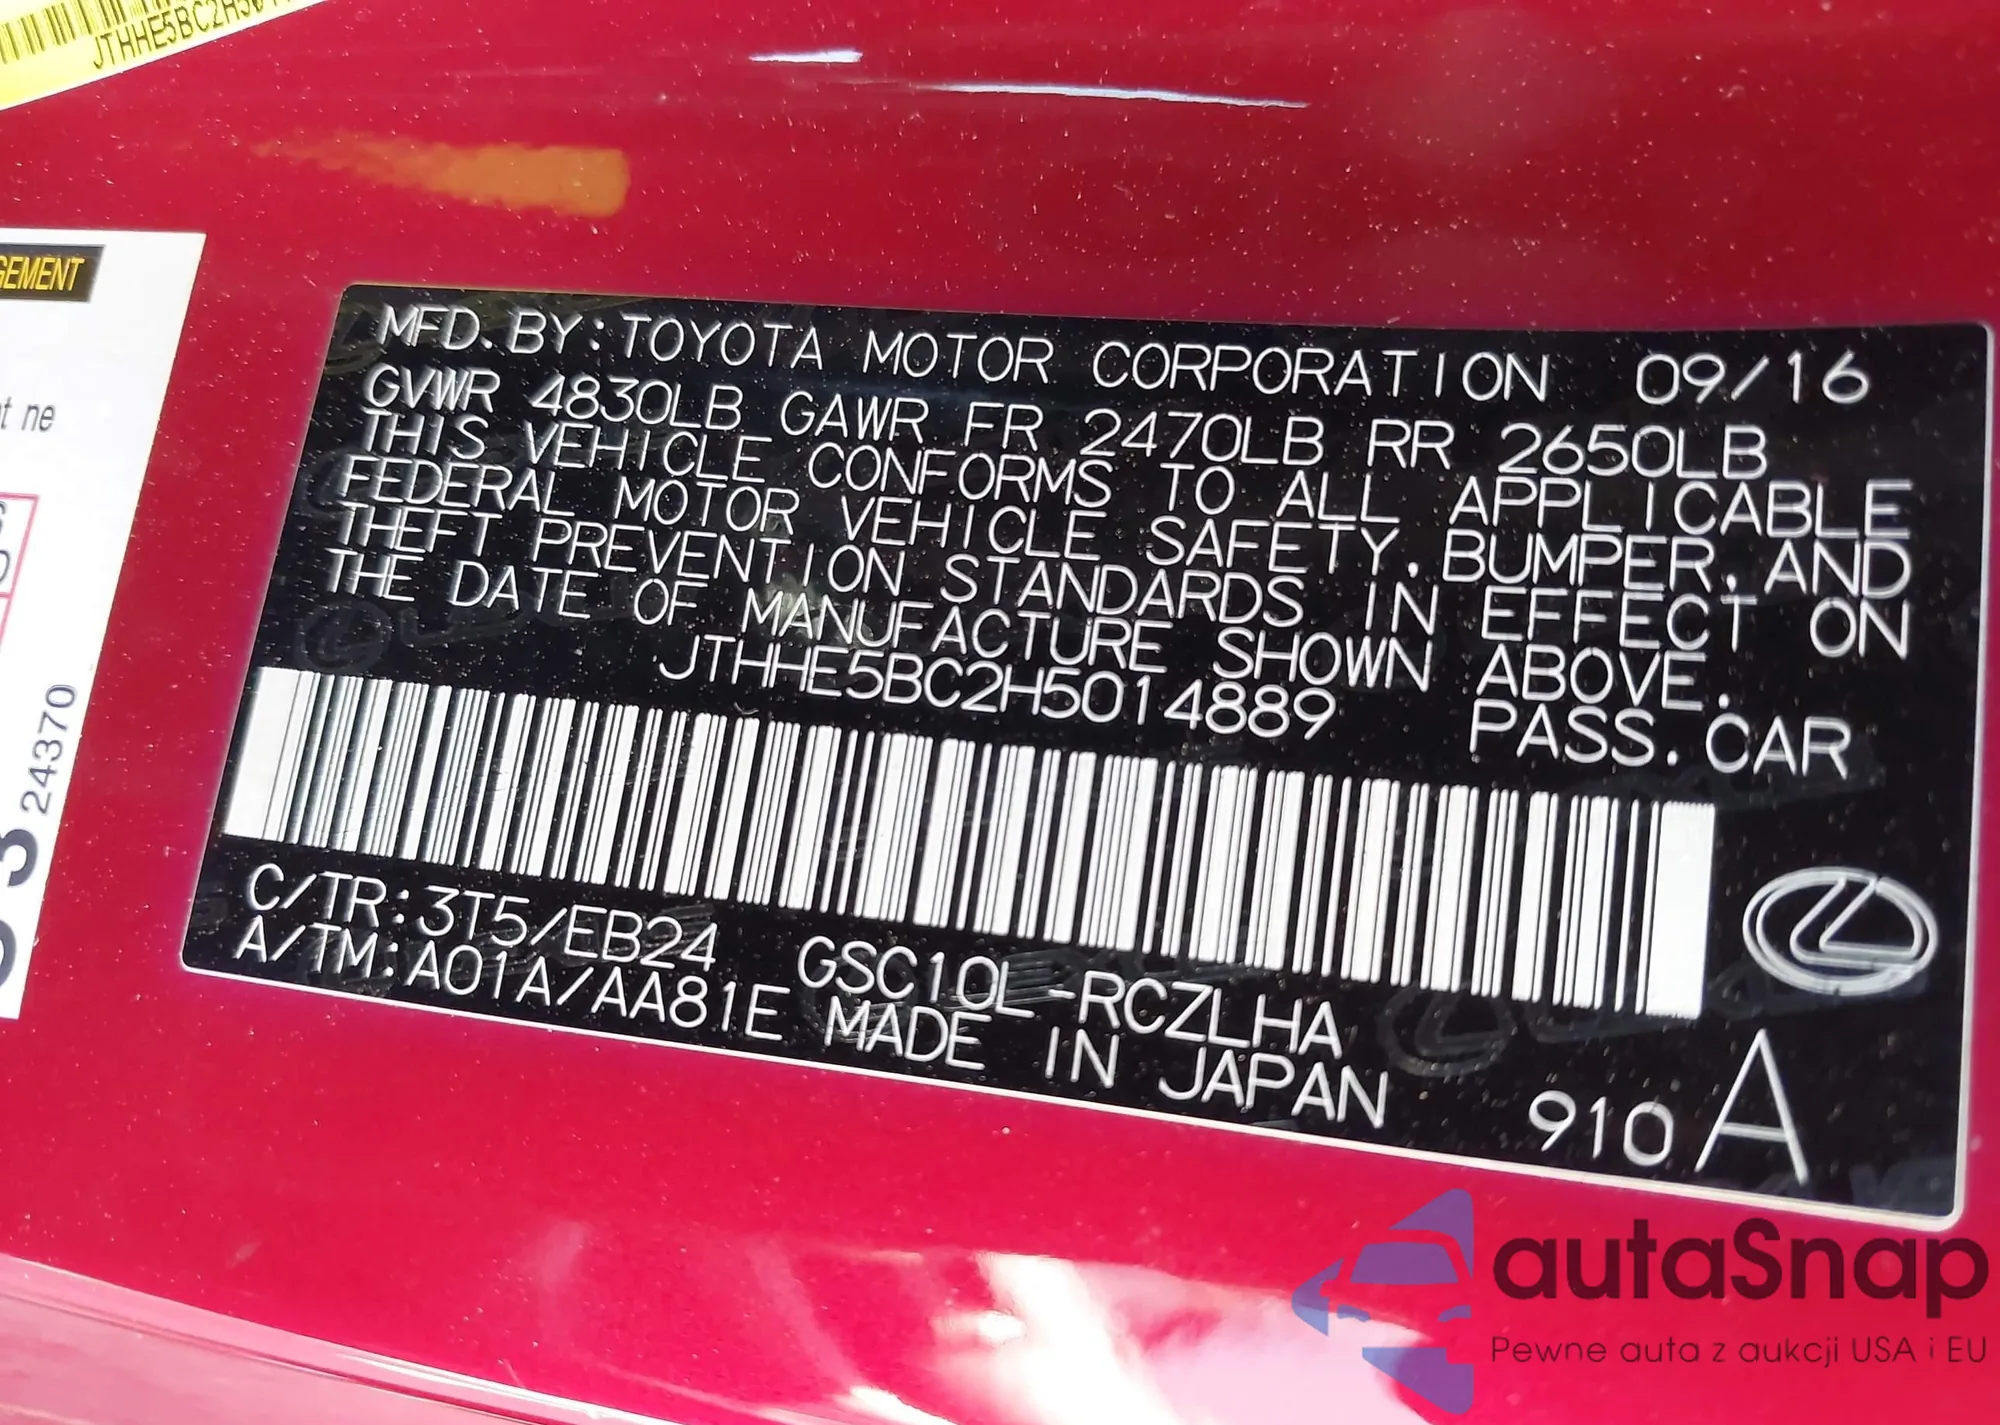 JTHHE5BC2H5
GEMENT
t ne
24370
3
MFD. BY: TOYOTA MOTOR CORPORATION 09/16
GVWR 4830LB GAWR FR 2470LB RR 2650LB
THIS VEHICLE CONFORMS TO ALL APPLICABLE
FEDERAL MOTOR VEHICLE SAFETY, BUMPER, AND
THEFT PREVENTION STANDARDS IN EFFECT ON
THE DATE OF MANUFACTURE SHOWN ABOVE.
JTHHE5BC2H5014889 PASS. CAR
C/TR: 3T5/EB24 GSC10L-RCZLHA
A/TM: A01A/AA81E MADE IN JAPAN 910 A
autaSnap
Pewne auta z aukcji USA i EU